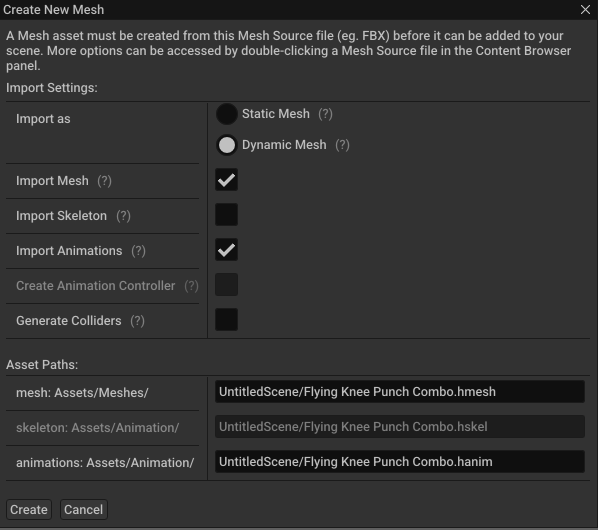 Create New Mesh
A Mesh asset must be created from this Mesh Source file (eg. FBX) before it can be added to your
scene. More options can be accessed by double-clicking a Mesh Source file in the Content Browser
panel.
Import Settings:
Import as
Static Mesh (?)
Dynamic Mesh (?)
Import Mesh (?)
Import Skeleton (?)
Import Animations (?)
Create Animation Controller (?)
Generate Colliders (?)
Asset Paths:
mesh: Assets/Meshes/ UntitledScene/Flying Knee Punch Combo.hmesh
skeleton: Assets/Animation/ UntitledScene/Flying Knee Punch Combo.hskel
animations: Assets/Animation/ UntitledScene/Flying Knee Punch Combo.hanim
Create Cancel